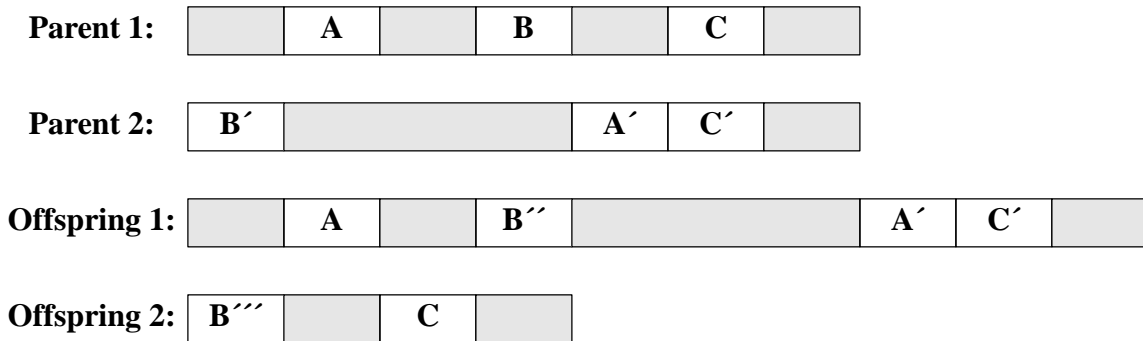 Parent 1: A B C
Parent 2: B´ A´ C´
Offspring 1: A B´´ A´ C´
Offspring 2: B´´´ C